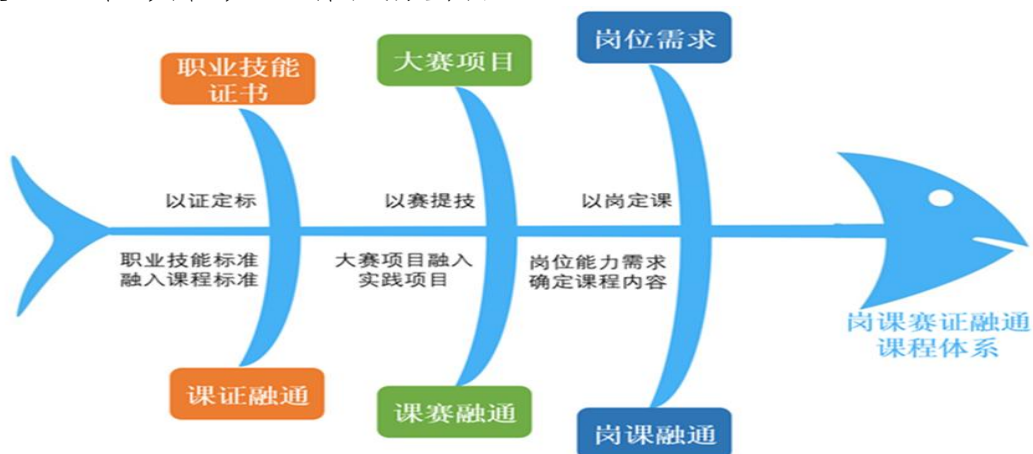 职业技能
证书
大赛项目
岗位需求
以证定标
以赛提技
以岗定课
职业技能标准
融入课程标准
大赛项目融入
实践项目
岗位能力需求
确定课程内容
岗课赛证融通
课程体系
课证融通
课赛融通
岗课融通